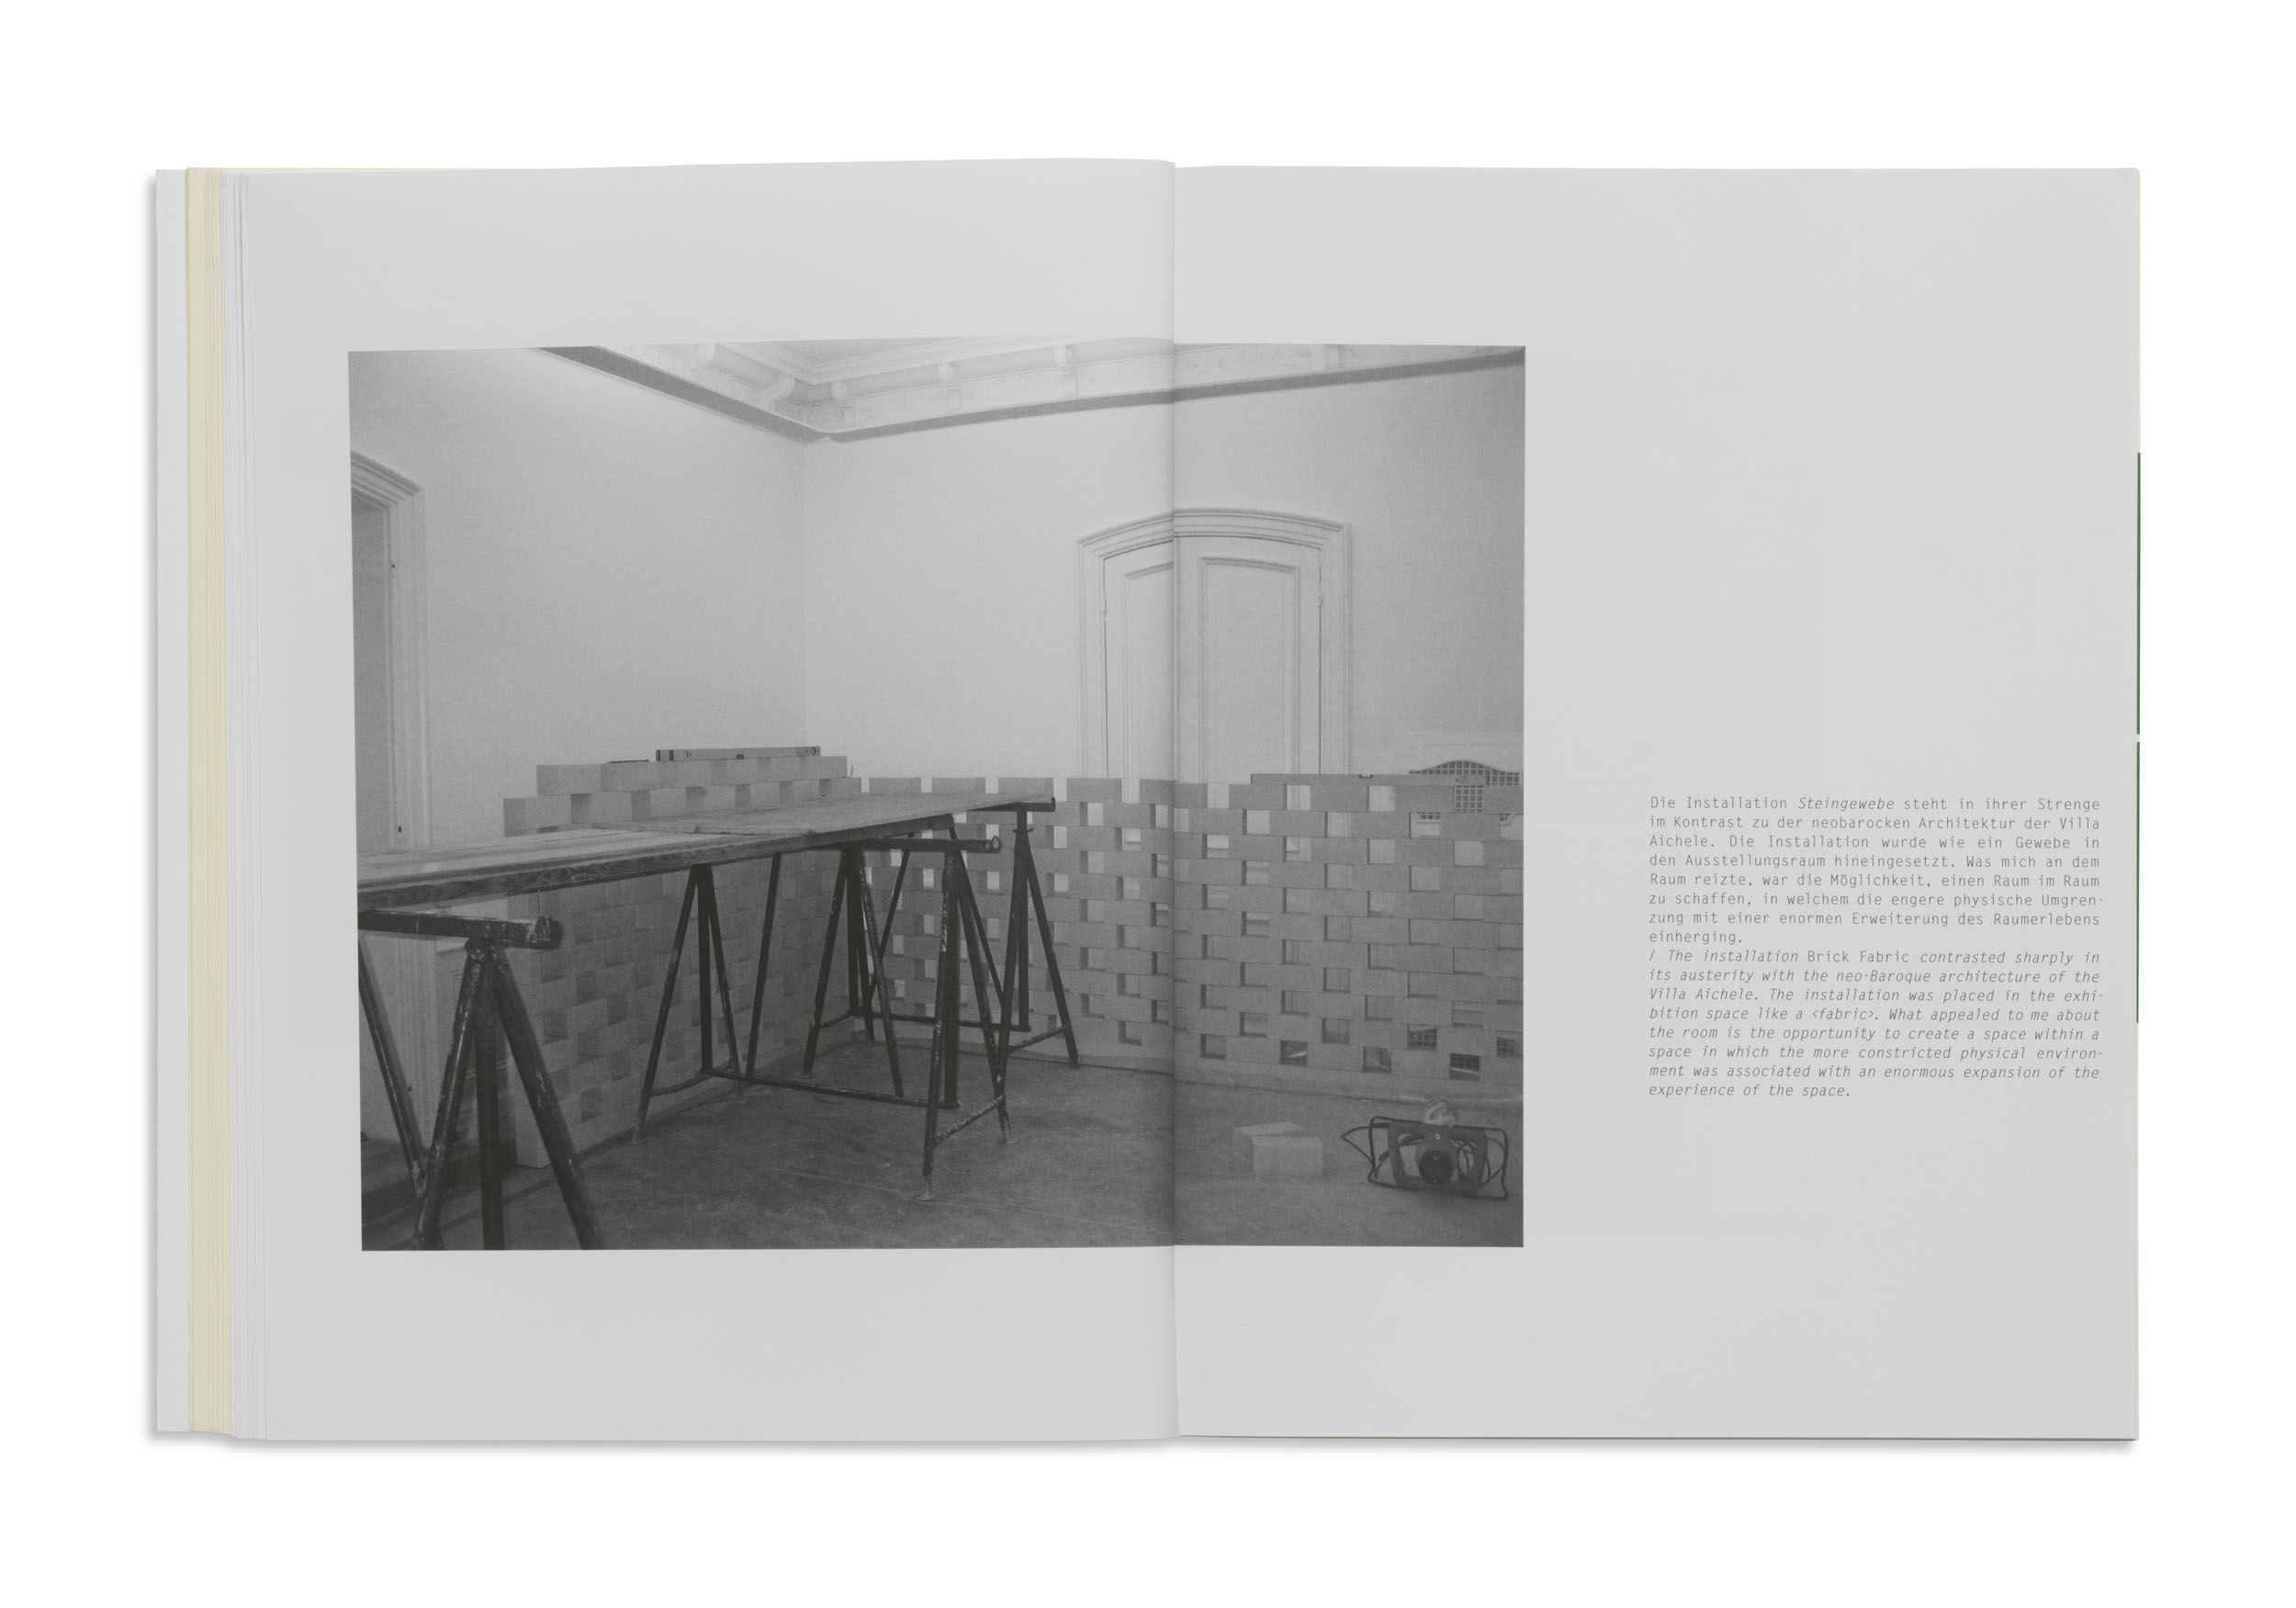 Die Installation Steingewebe steht in ihrer Strenge
im Kontrast zu der neobarocken Architektur der Villa
Aichele. Die Installation wurde wie ein Gewebe in
den Ausstellungsraum hineingesetzt. Was mich an dem
Raum reizte, war die Möglichkeit, einen Raum im Raum
zu schaffen, in welchem die engere physische Umgren-
zung mit einer enormen Erweiterung des Raumerlebens
einherging.
/ The installation Brick Fabric contrasted sharply in
its austerity with the neo-Baroque architecture of the
Villa Aichele. The installation was placed in the exhi-
bition space like a ‹fabric›. What appealed to me about
the room is the opportunity to create a space within a
space in which the more constricted physical environ-
ment was associated with an enormous expansion of the
experience of the space.